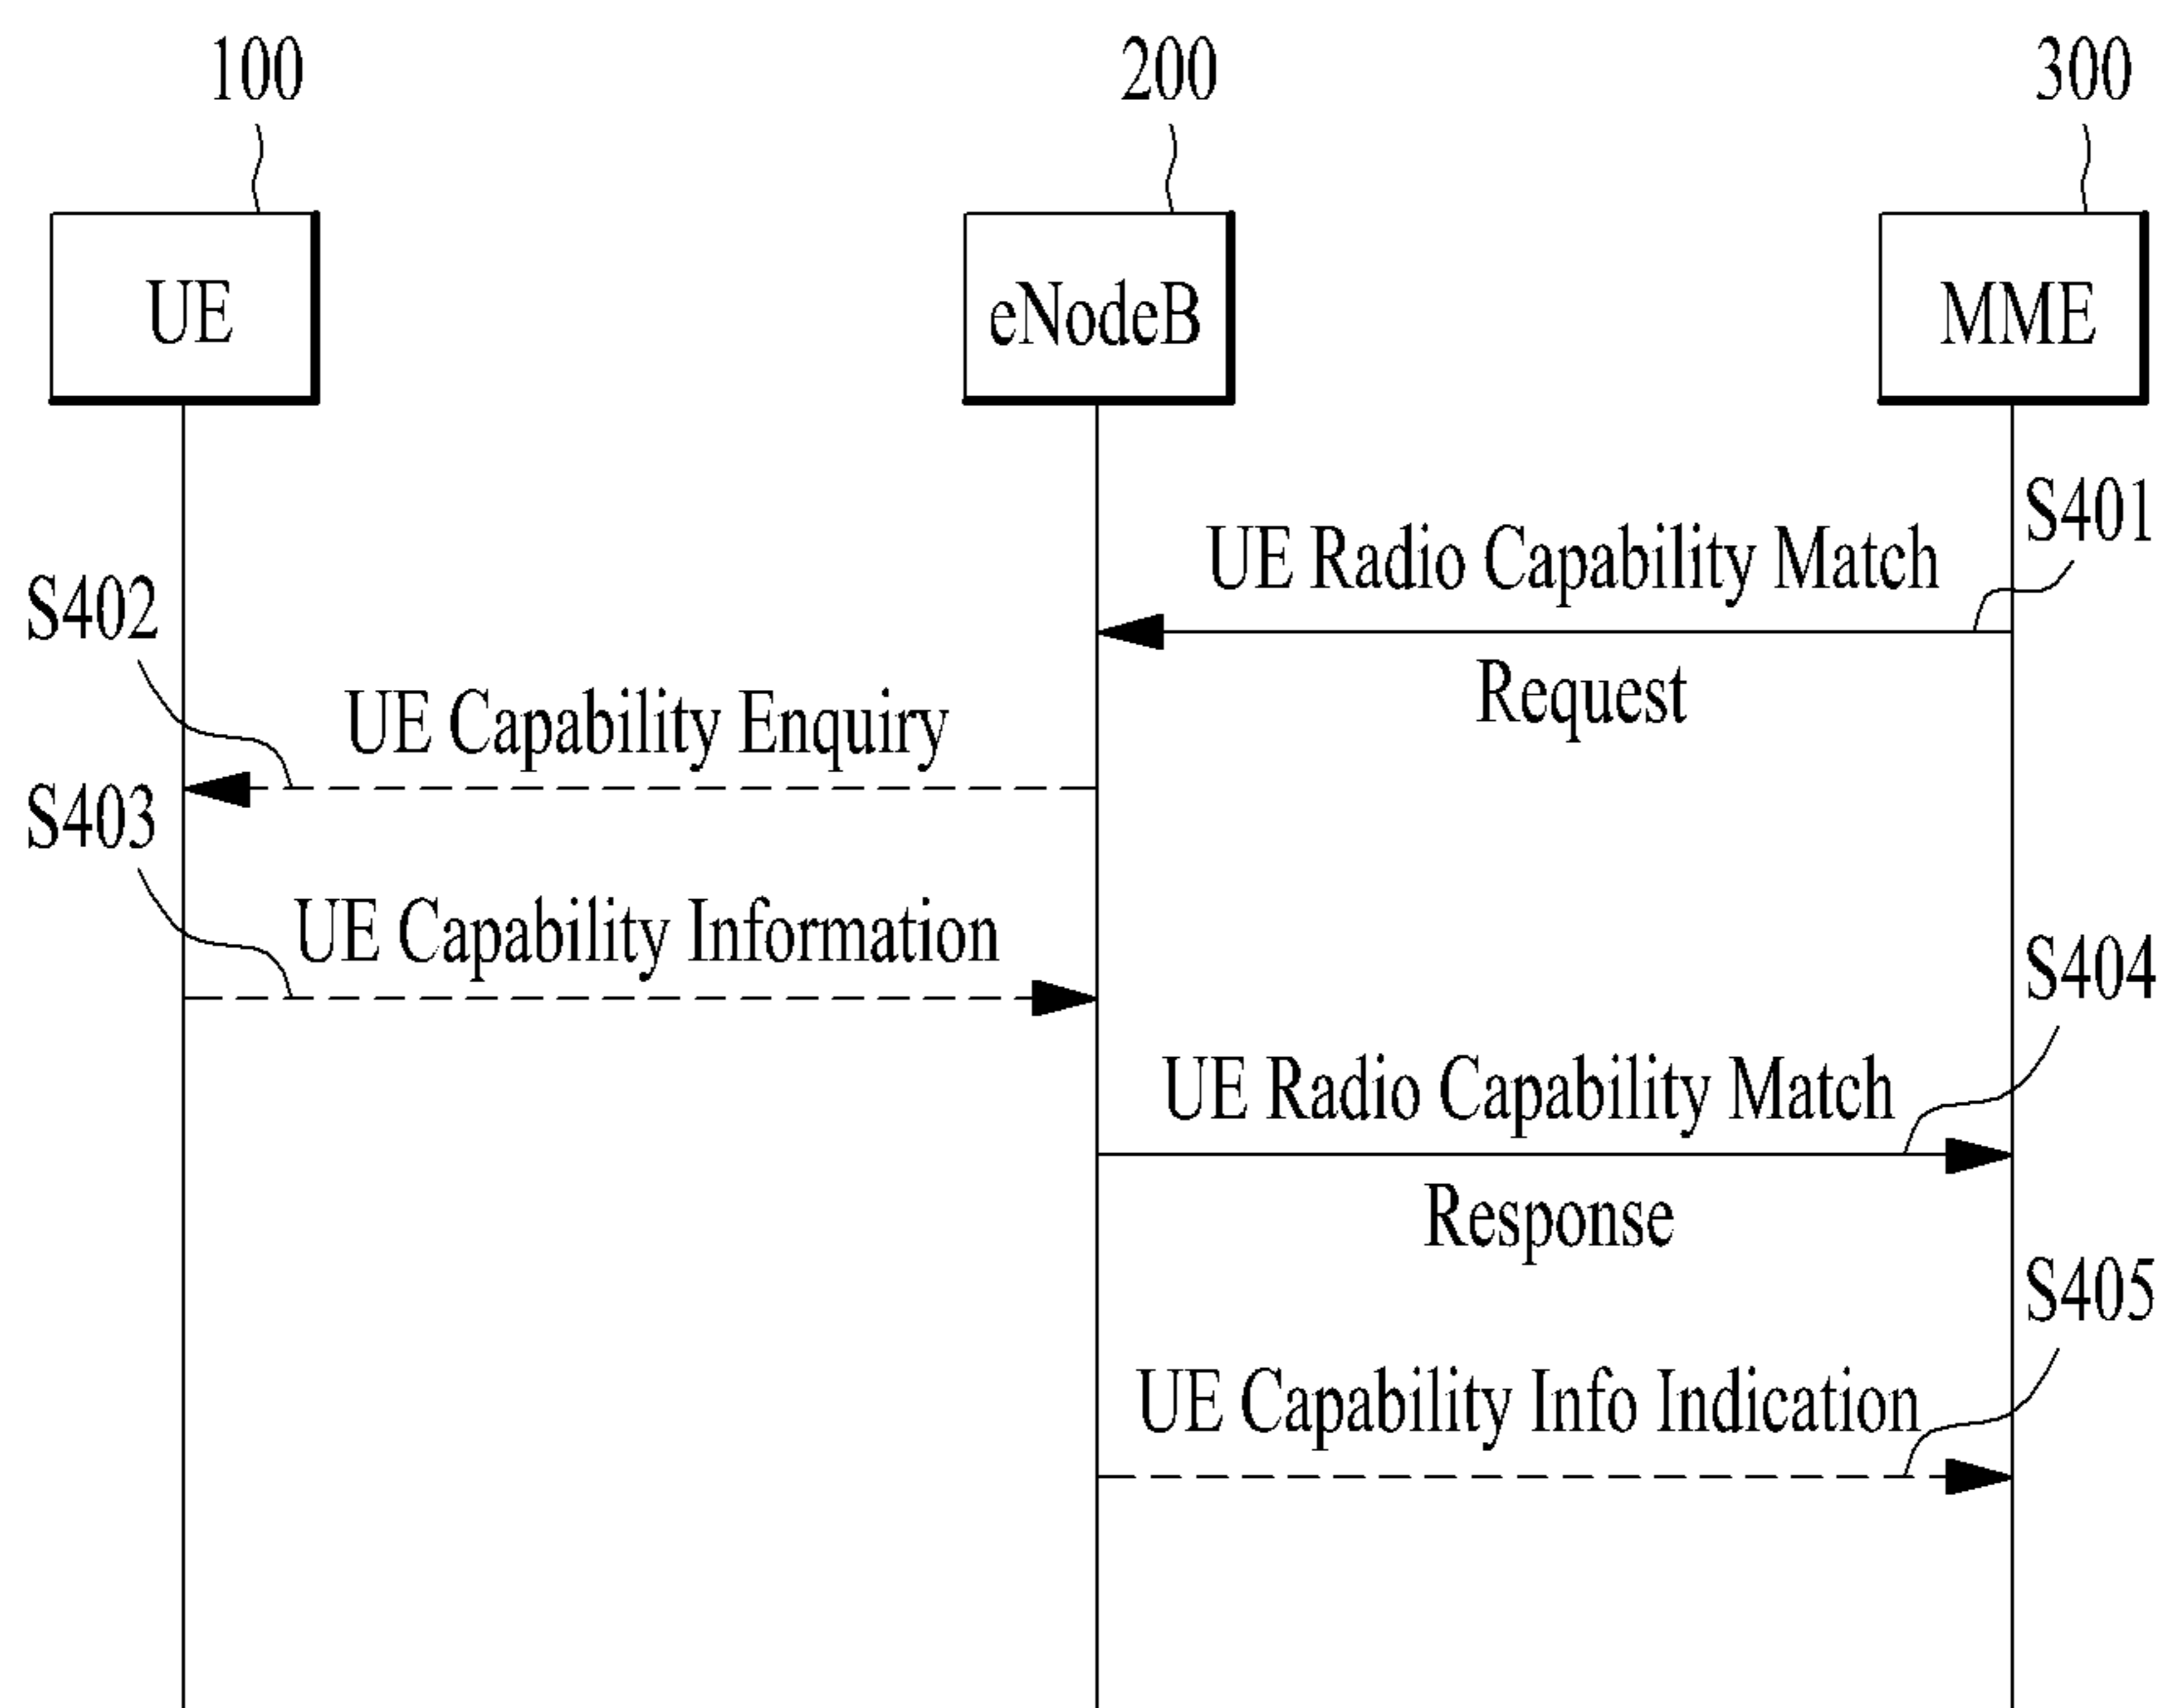 100
200
300
UE
eNodeB
MME
S401
UE Radio Capability Match
Request
S402
UE Capability Enquiry
S403
UE Capability Information
S404
UE Radio Capability Match
Response
S405
UE Capability Info Indication